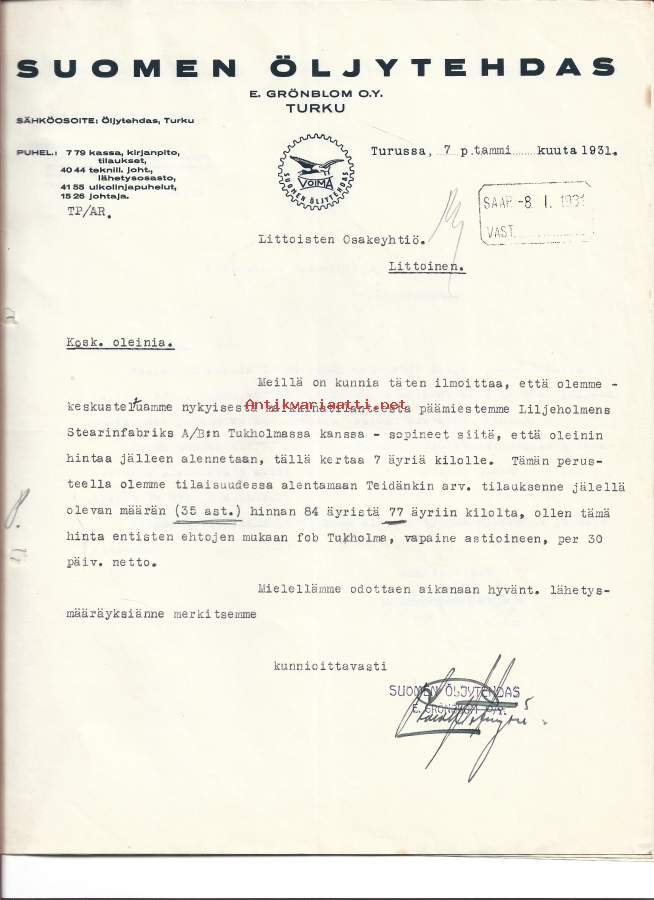 SUOMEN ÖLJYTEHDAS
E. GRÖNBLOM O.Y.
TURKU
SÄHKÖOSOITE: Öljytehdas, Turku
PUHEL.: 7 79 kassa, kirjanpito,
tilaukset,
40 44 teknill. joht.,
lähetysosasto,
41 55 ulkolinjapuhelut,
15 26 johtaja.
TP/AR.
VOIMA
SUOMEN ÖLJYTEHDAS
Turussa, 7 p. tammi kuuta 1931.
SAAP. -8. I. 1931
VAST.
Littoisten Osakeyhtiö.
Littoinen.
Kosk. oleinia.
Meillä on kunnia täten ilmoittaa, että olemme -
keskusteltuamme nykyisestä markkinatilanteesta päämiestemme Liljeholmens
Antikvariaatti.net
Stearinfabriks A/B:n Tukholmassa kanssa - sopineet siitä, että oleinin
hintaa jälleen alennetaan, tällä kertaa 7 äyriä kilolle. Tämän perus-
teella olemme tilaisuudessa alentamaan Teidänkin arv. tilauksenne jälellä
olevan määrän (35 ast.) hinnan 84 äyristä 77 äyriin kilolta, ollen tämä
hinta entisten ehtojen mukaan fob Tukholma, vapaine astioineen, per 30
päiv. netto.
Mielellämme odottaen aikanaan hyvänt. lähetys-
määräyksiänne merkitsemme
kunnioittavasti
SUOMEN ÖLJYTEHDAS
E. GRÖNBLOM O.Y.